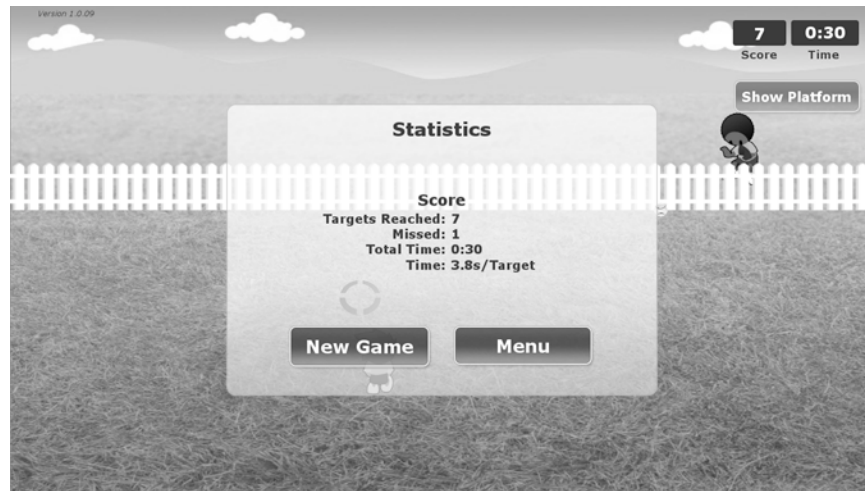 Version 1.0.09
7 0:30
Score Time
Show Platform
Statistics
Score
Targets Reached: 7
Missed: 1
Total Time: 0:30
Time: 3.8s/Target
New Game Menu